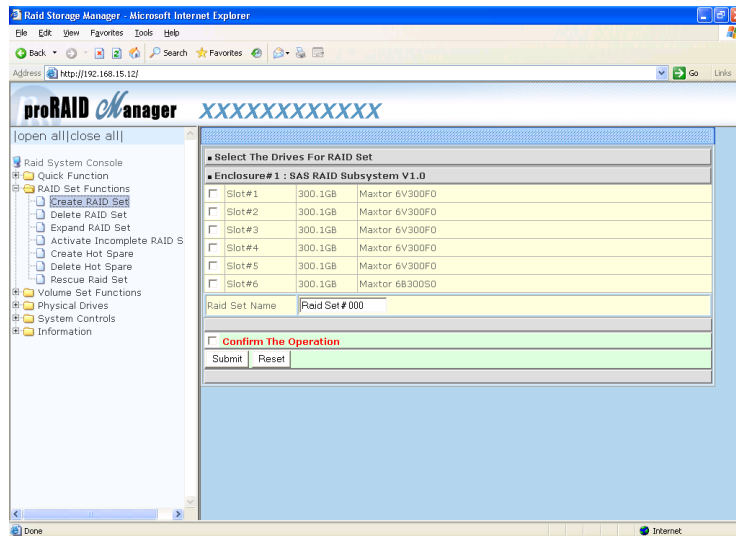 Raid Storage Manager - Microsoft Internet Explorer
File Edit View Favorites Tools Help
Back Search Favorites
Address http://192.168.15.12/ Go Links
proRAID Manager XXXXXXXXXXXX
|open all|close all|
Raid System Console
Quick Function
RAID Set Functions
Create RAID Set
Delete RAID Set
Expand RAID Set
Activate Incomplete RAID S
Create Hot Spare
Delete Hot Spare
Rescue Raid Set
Volume Set Functions
Physical Drives
System Controls
Information
Select The Drives For RAID Set
Enclosure#1 : SAS RAID Subsystem V1.0
Slot#1 300.1GB Maxtor 6V300F0
Slot#2 300.1GB Maxtor 6V300F0
Slot#3 300.1GB Maxtor 6V300F0
Slot#4 300.1GB Maxtor 6V300F0
Slot#5 300.1GB Maxtor 6V300F0
Slot#6 300.1GB Maxtor 6B300S0
Raid Set Name Raid Set # 000
Confirm The Operation
Submit Reset
Done Internet